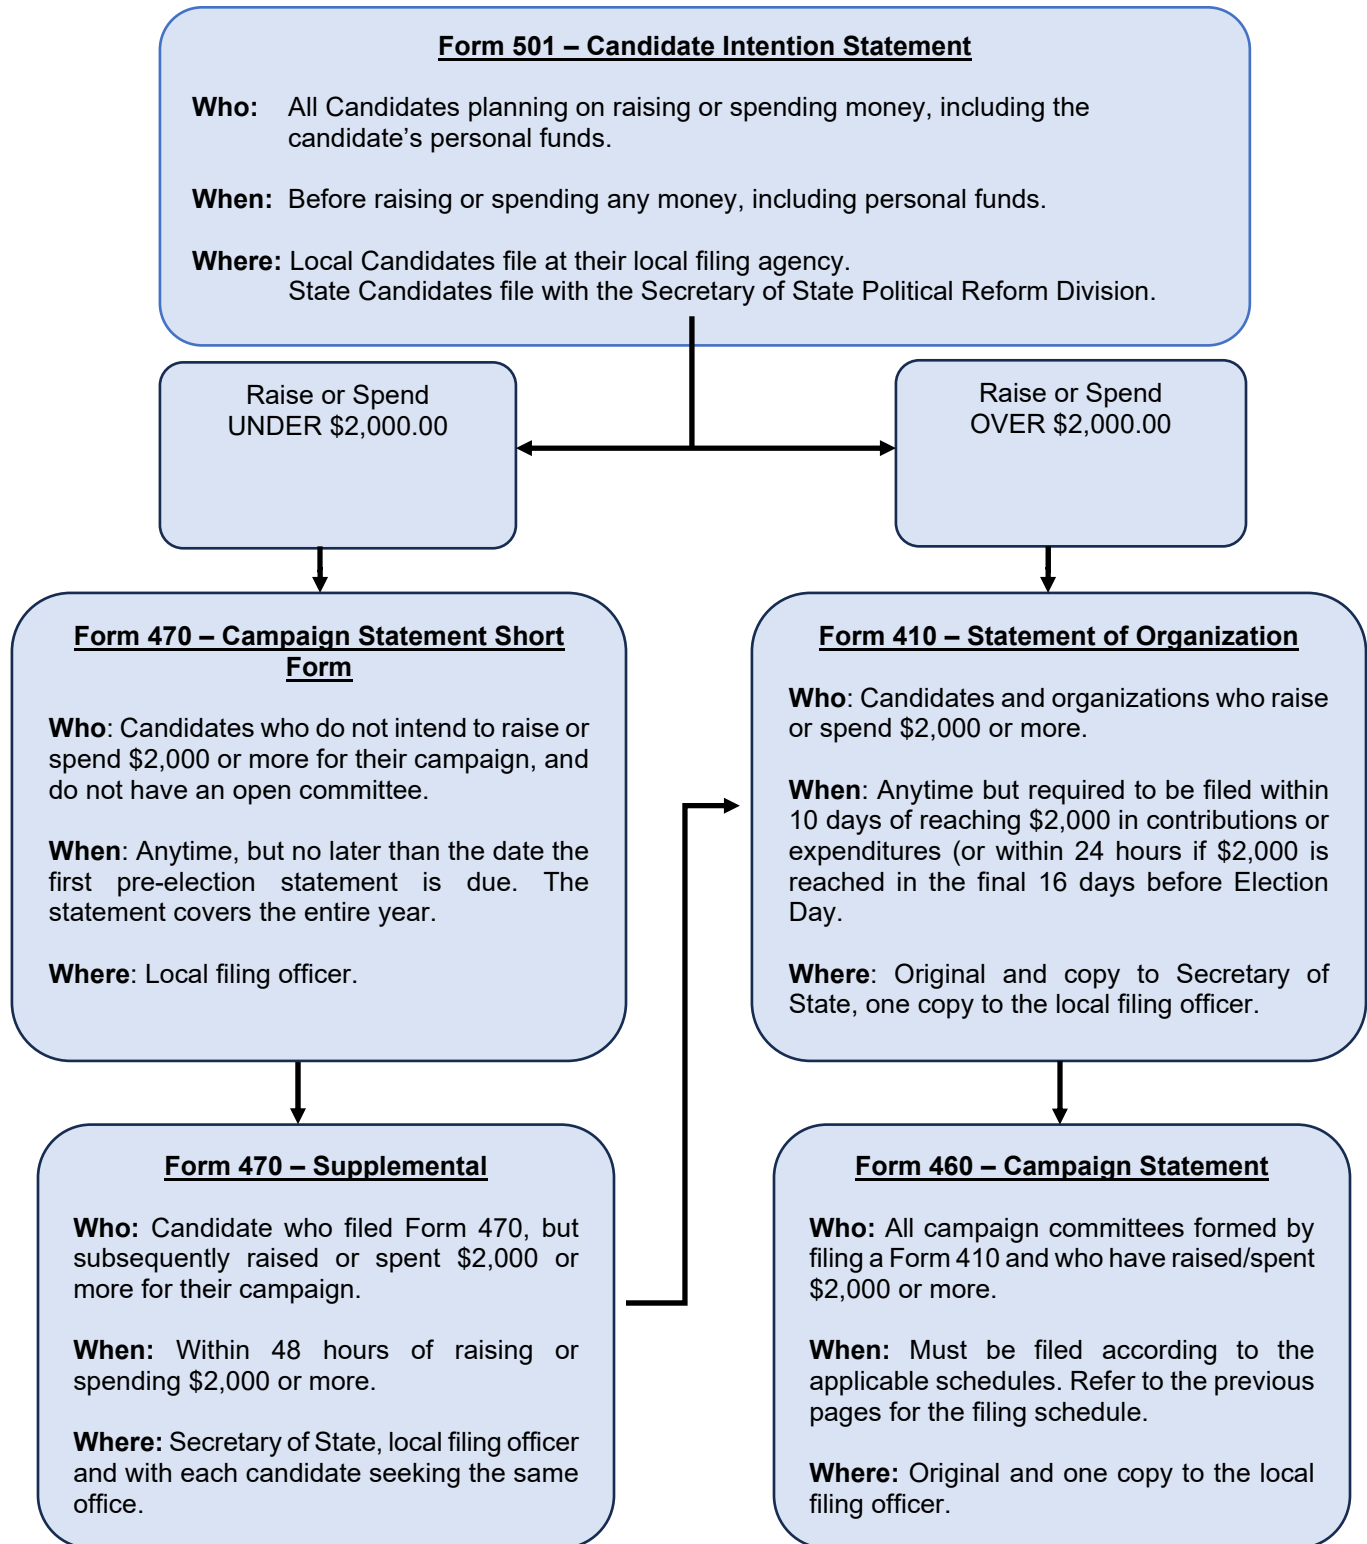 Form 501 – Candidate Intention Statement
Who: All Candidates planning on raising or spending money, including the
candidate’s personal funds.
When: Before raising or spending any money, including personal funds.
Where: Local Candidates file at their local filing agency.
State Candidates file with the Secretary of State Political Reform Division.
Raise or Spend
UNDER $2,000.00
Raise or Spend
OVER $2,000.00
Form 470 – Campaign Statement Short
Form
Who: Candidates who do not intend to raise or
spend $2,000 or more for their campaign, and
do not have an open committee.
When: Anytime, but no later than the date the
first pre-election statement is due. The
statement covers the entire year.
Where: Local filing officer.
Form 410 – Statement of Organization
Who: Candidates and organizations who raise
or spend $2,000 or more.
When: Anytime but required to be filed within
10 days of reaching $2,000 in contributions or
expenditures (or within 24 hours if $2,000 is
reached in the final 16 days before Election
Day.
Where: Original and copy to Secretary of
State, one copy to the local filing officer.
Form 470 – Supplemental
Who: Candidate who filed Form 470, but
subsequently raised or spent $2,000 or
more for their campaign.
When: Within 48 hours of raising or
spending $2,000 or more.
Where: Secretary of State, local filing officer
and with each candidate seeking the same
office.
Form 460 – Campaign Statement
Who: All campaign committees formed by
filing a Form 410 and who have raised/spent
$2,000 or more.
When: Must be filed according to the
applicable schedules. Refer to the previous
pages for the filing schedule.
Where: Original and one copy to the local
filing officer.